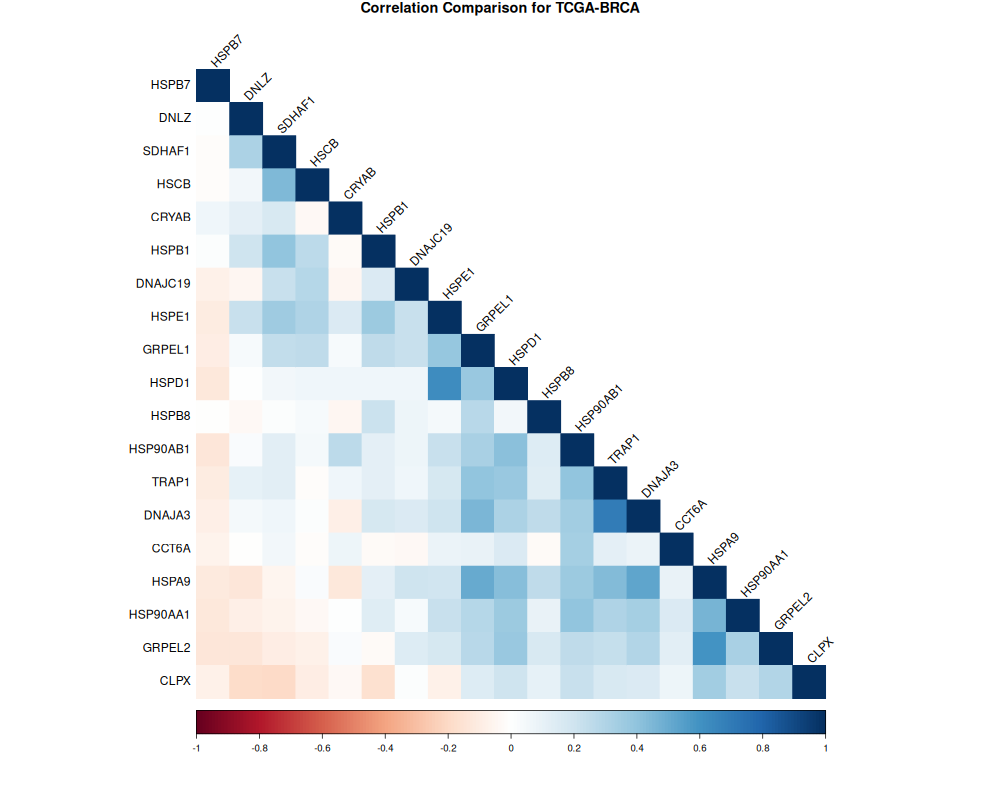 Correlation Comparison for TCGA-BRCA
HSPB7
DNLZ
SDHAF1
HSCB
CRYAB
HSPB1
DNAJC19
HSPE1
GRPEL1
HSPD1
HSPB8
HSP90AB1
TRAP1
DNAJA3
CCT6A
HSPA9
HSP90AA1
GRPEL2
CLPX
HSPB7
DNLZ
SDHAF1
HSCB
CRYAB
HSPB1
DNAJC19
HSPE1
GRPEL1
HSPD1
HSPB8
HSP90AB1
TRAP1
DNAJA3
CCT6A
HSPA9
HSP90AA1
GRPEL2
CLPX
-1 -0.8 -0.6 -0.4 -0.2 0 0.2 0.4 0.6 0.8 1